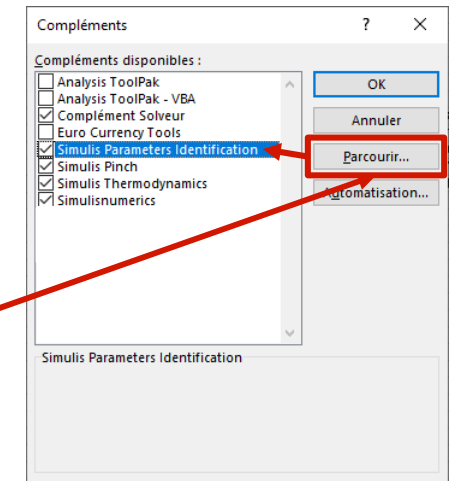 Compléments ? ×
Compléments disponibles :
Analysis ToolPak
Analysis ToolPak - VBA
Complément Solveur
Euro Currency Tools
Simulis Parameters Identification
Simulis Pinch
Simulis Thermodynamics
Simulisnumerics
OK
Annuler
Parcourir...
Automatisation...
Simulis Parameters Identification